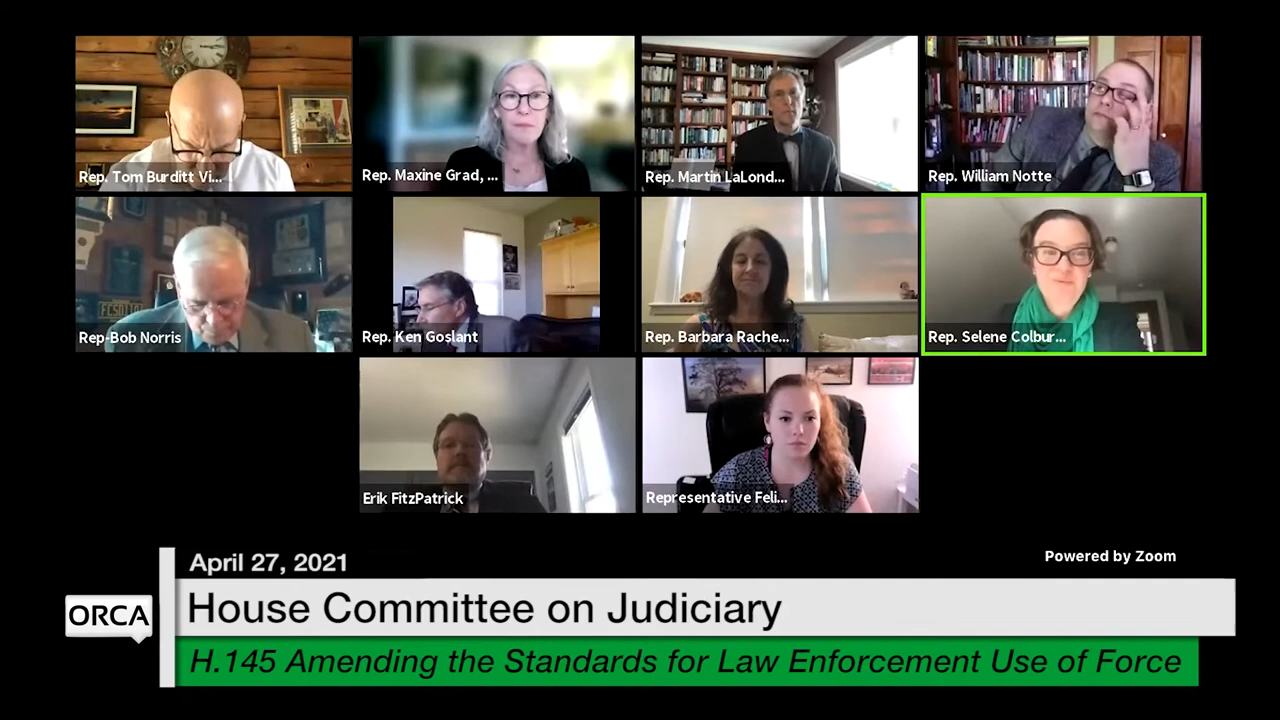 Rep. Tom Burditt Vi...
Rep. Maxine Grad, ...
Rep. Martin LaLond...
Rep. William Notte
Rep-Bob Norris
Rep. Ken Goslant
Rep. Barbara Rache...
Rep. Selene Colbur...
Erik FitzPatrick
Representative Feli...
April 27, 2021
Powered by Zoom
ORCA
House Committee on Judiciary
H.145 Amending the Standards for Law Enforcement Use of Force